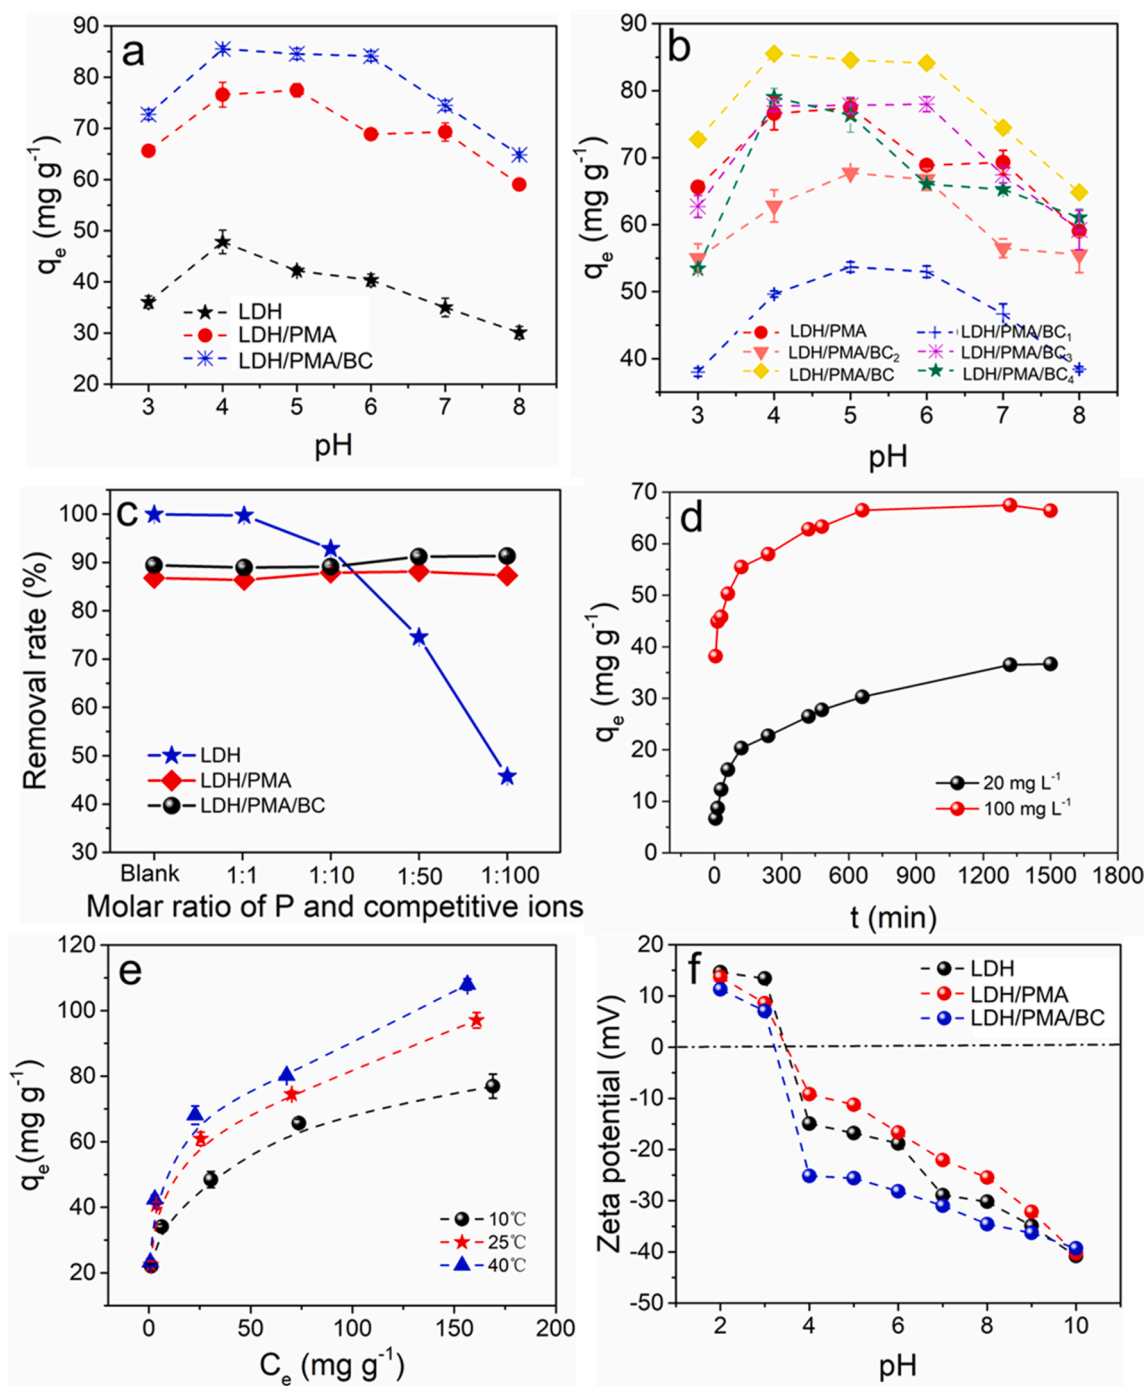 a
90
80
70
60
50
40
30
20
qe (mg g-1)
LDH
LDH/PMA
LDH/PMA/BC
3 4 5 6 7 8
pH
b
90
80
70
60
50
40
qe (mg g-1)
LDH/PMA LDH/PMA/BC1
LDH/PMA/BC2 LDH/PMA/BC3
LDH/PMA/BC LDH/PMA/BC4
3 4 5 6 7 8
pH
c
100
90
80
70
60
50
40
30
Removal rate (%)
LDH
LDH/PMA
LDH/PMA/BC
Blank 1:1 1:10 1:50 1:100
Molar ratio of P and competitive ions
d
70
60
50
40
30
20
10
0
qe (mg g-1)
20 mg L-1
100 mg L-1
0 300 600 900 1200 1500 1800
t (min)
e
120
100
80
60
40
20
qe(mg g-1)
10℃
25℃
40℃
0 50 100 150 200
Ce (mg g-1)
f
20
10
0
-10
-20
-30
-40
-50
Zeta potential (mV)
LDH
LDH/PMA
LDH/PMA/BC
2 4 6 8 10
pH